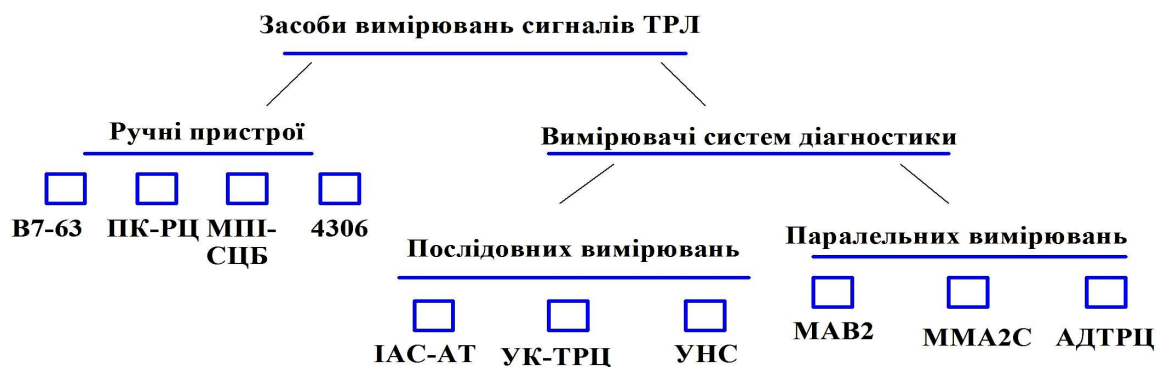 Засоби вимірювань сигналів ТРЛ
Ручні пристрої
Вимірювачі систем діагностики
В7-63 ПК-РЦ МПІ- 4306
СЦБ
Послідовних вимірювань
Паралельних вимірювань
ІАС-АТ УК-ТРЦ УНС
МАВ2 ММА2С АДТРЦ